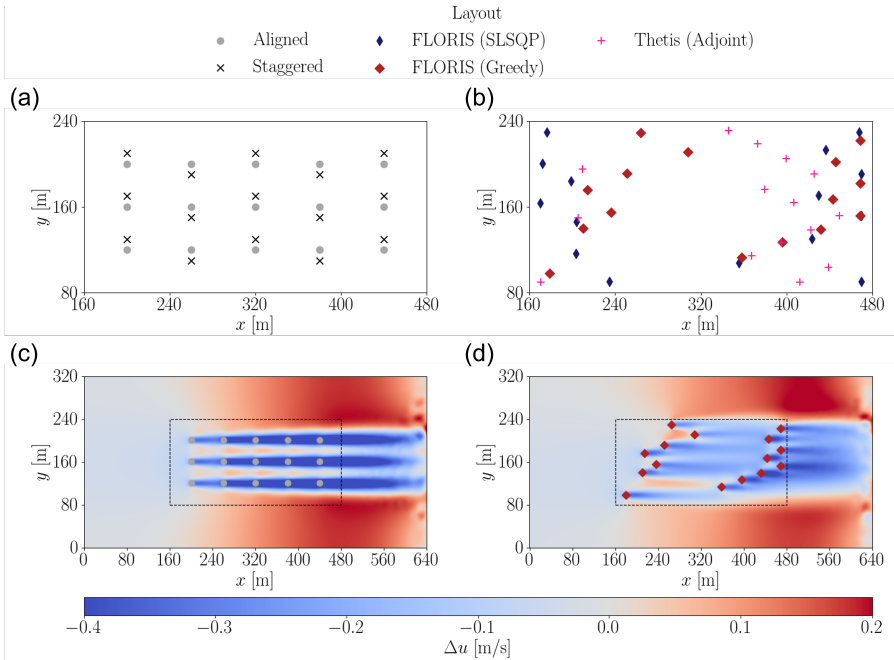 Layout
Aligned
FLORIS (SLSQP)
Thetis (Adjoint)
Staggered
FLORIS (Greedy)
(a)
(b)
240
160
80
y [m]
160
240
320
400
480
x [m]
240
160
80
y [m]
160
240
320
400
480
x [m]
(c)
(d)
320
240
160
80
0
y [m]
0
80
160
240
320
400
480
560
640
x [m]
320
240
160
80
0
y [m]
0
80
160
240
320
400
480
560
640
x [m]
−0.4
−0.3
−0.2
−0.1
0.0
0.1
0.2
Δu [m/s]